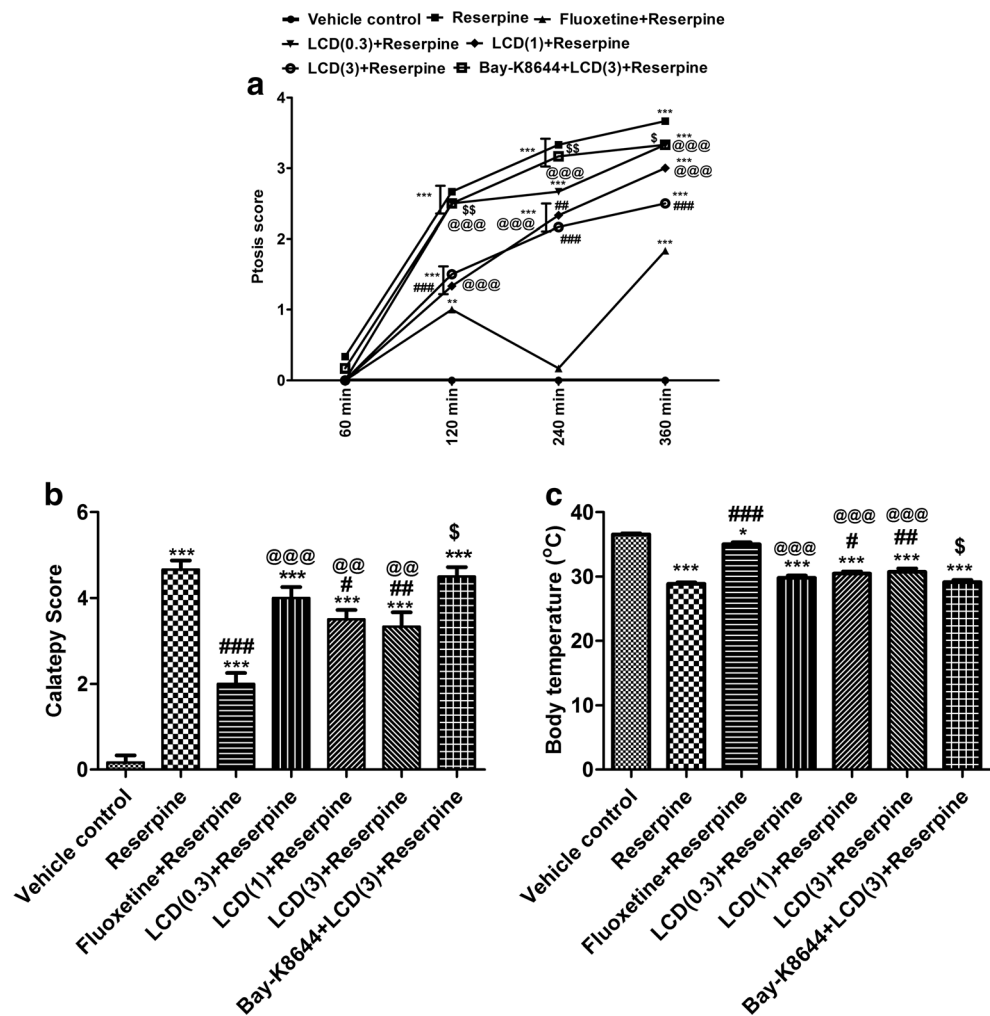 Vehicle control Reserpine Fluoxetine+Reserpine
LCD(0.3)+Reserpine LCD(1)+Reserpine
LCD(3)+Reserpine Bay-K8644+LCD(3)+Reserpine
a
Ptosis score
4
3
2
1
0
***
$$
@@@
***
###
@@@
**
***
$$
@@@
***
***
##
@@@
###
***
$
***
@@@
***
@@@
***
###
***
60 min
120 min
240 min
360 min
b
Calatepy Score
6
4
2
0
***
###
***
@@@
***
@@
#
***
@@
##
***
$
***
Vehicle control
Reserpine
Fluoxetine+Reserpine
LCD(0.3)+Reserpine
LCD(1)+Reserpine
LCD(3)+Reserpine
Bay-K8644+LCD(3)+Reserpine
c
Body temperature (°C)
40
30
20
10
0
***
###
*
@@@
***
@@@
#
***
@@@
##
***
$
***
Vehicle control
Reserpine
Fluoxetine+Reserpine
LCD(0.3)+Reserpine
LCD(1)+Reserpine
LCD(3)+Reserpine
Bay-K8644+LCD(3)+Reserpine